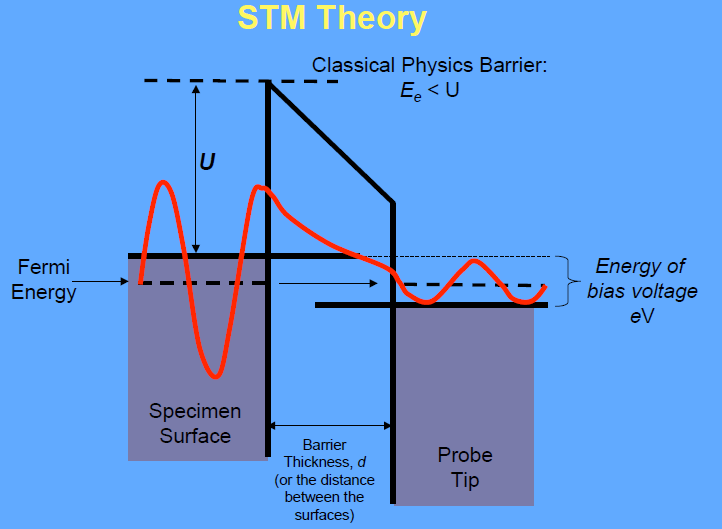 STM Theory
Classical Physics Barrier:
Eₑ < U
U
Fermi
Energy
Energy of
bias voltage
eV
Specimen
Surface
Barrier
Thickness, d
(or the distance
between the
surfaces)
Probe
Tip